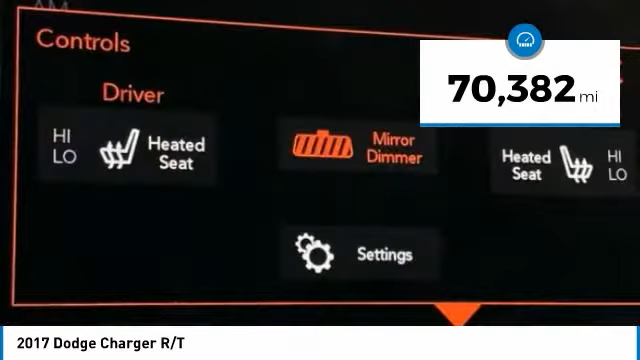 Controls
70,382 mi
Driver
HI
LO
Heated
Seat
Mirror
Dimmer
Heated
Seat
HI
LO
Settings
2017 Dodge Charger R/T